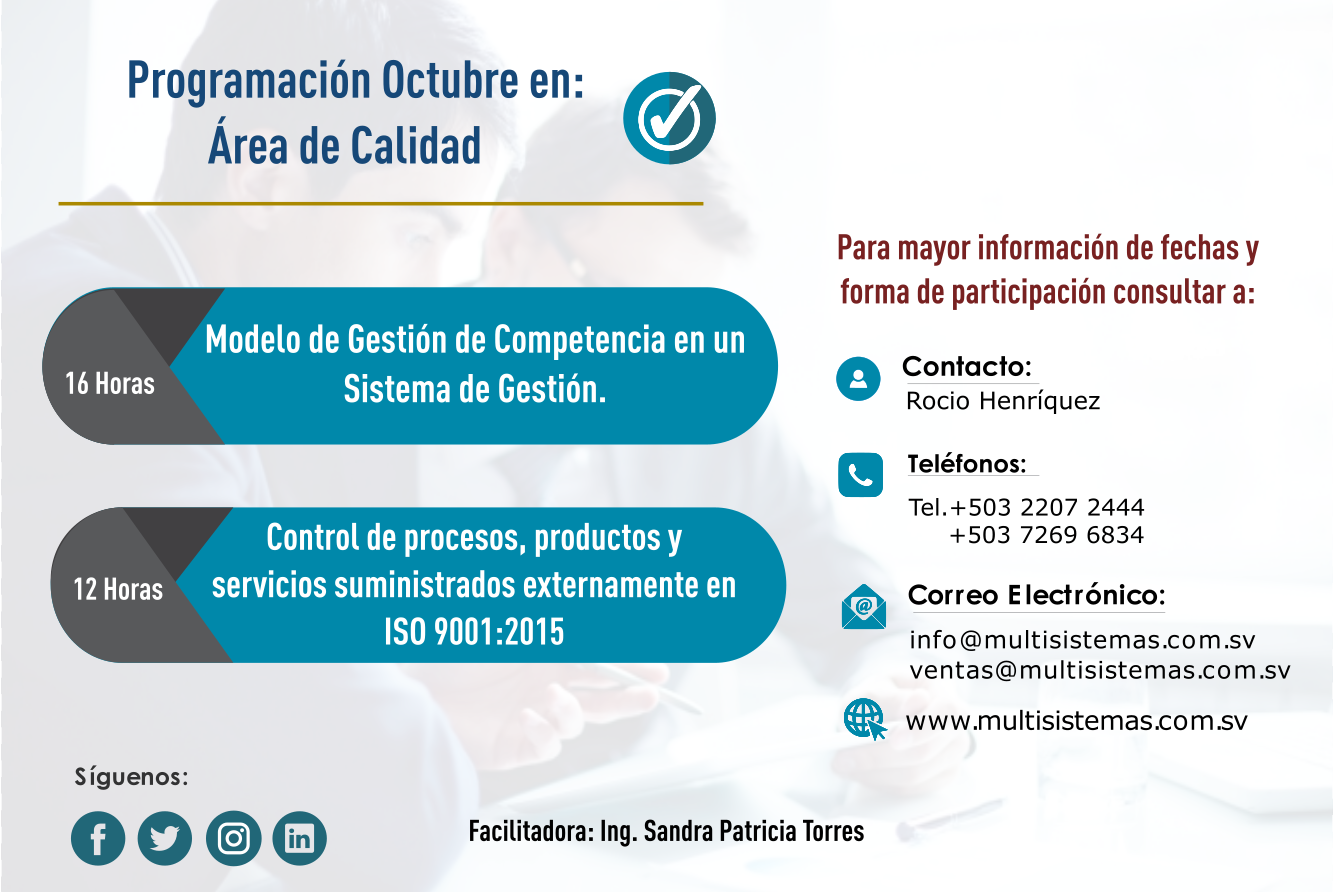 Programación Octubre en:
Área de Calidad
16 Horas
Modelo de Gestión de Competencia en un
Sistema de Gestión.
12 Horas
Control de procesos, productos y
servicios suministrados externamente en
ISO 9001:2015
Para mayor información de fechas y
forma de participación consultar a:
Contacto:
Rocio Henríquez
Teléfonos:
Tel.+503 2207 2444
+503 7269 6834
Correo Electrónico:
info@multisistemas.com.sv
ventas@multisistemas.com.sv
www.multisistemas.com.sv
Síguenos:
Facilitadora: Ing. Sandra Patricia Torres